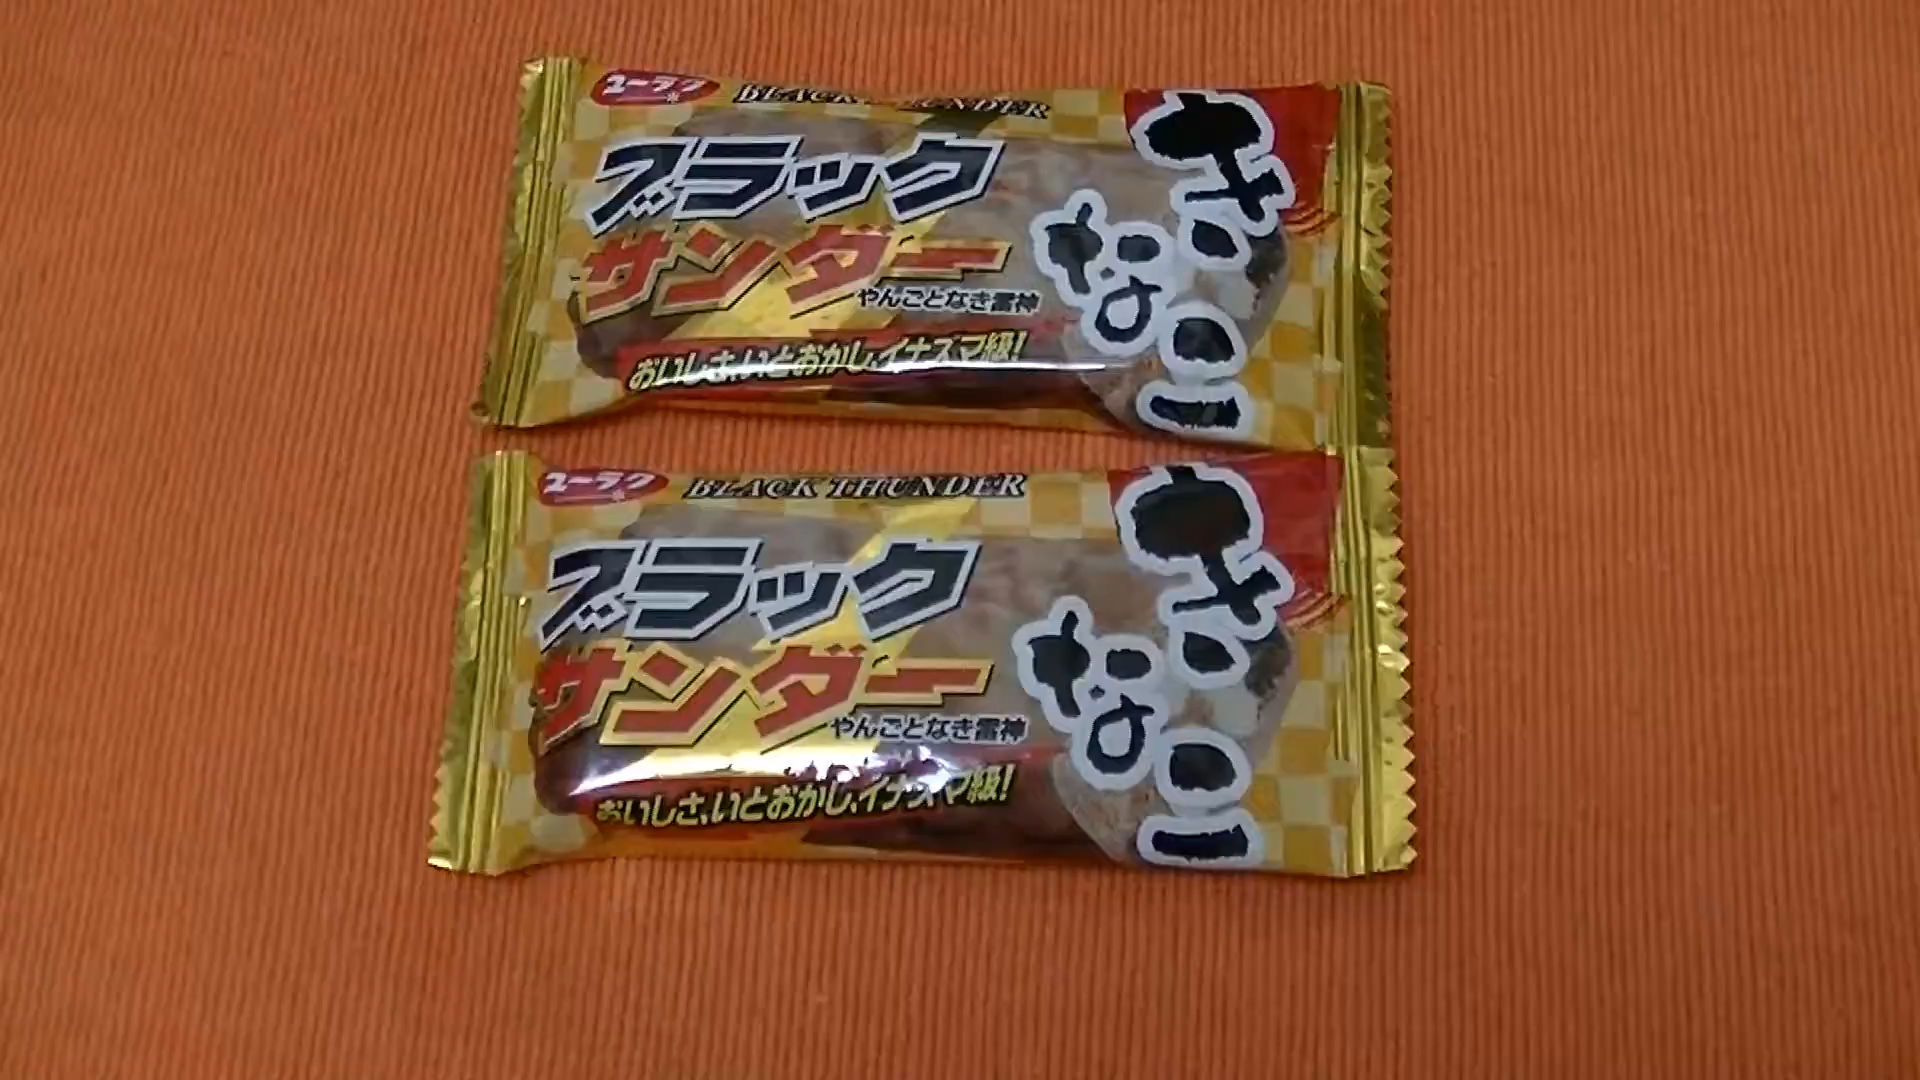 ユーラク
BLACK THUNDER
ブラック
サンダー
やんごとなき雷神
おいしさ、いとおかし、イナズマ級!
きなこ
ユーラク
BLACK THUNDER
ブラック
サンダー
やんごとなき雷神
おいしさ、いとおかし、イナズマ級!
きなこ